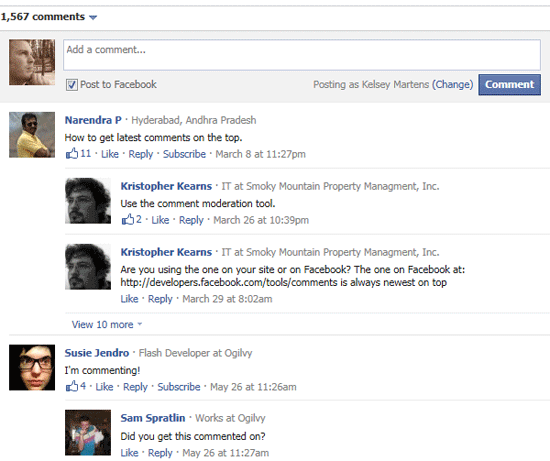 1,567 comments
Add a comment...
Post to Facebook Posting as Kelsey Martens (Change) Comment
Narendra P · Hyderabad, Andhra Pradesh
How to get latest comments on the top.
11 · Like · Reply · Subscribe · March 8 at 11:27pm
Kristopher Kearns · IT at Smoky Mountain Property Managment, Inc.
Use the comment moderation tool.
2 · Like · Reply · March 26 at 10:39pm
Kristopher Kearns · IT at Smoky Mountain Property Managment, Inc.
Are you using the one on your site or on Facebook? The one on Facebook at:
http://developers.facebook.com/tools/comments is always newest on top
Like · Reply · March 29 at 8:02am
View 10 more
Susie Jendro · Flash Developer at Ogilvy
I'm commenting!
4 · Like · Reply · Subscribe · May 26 at 11:26am
Sam Spratlin · Works at Ogilvy
Did you get this commented on?
Like · Reply · May 26 at 11:27am